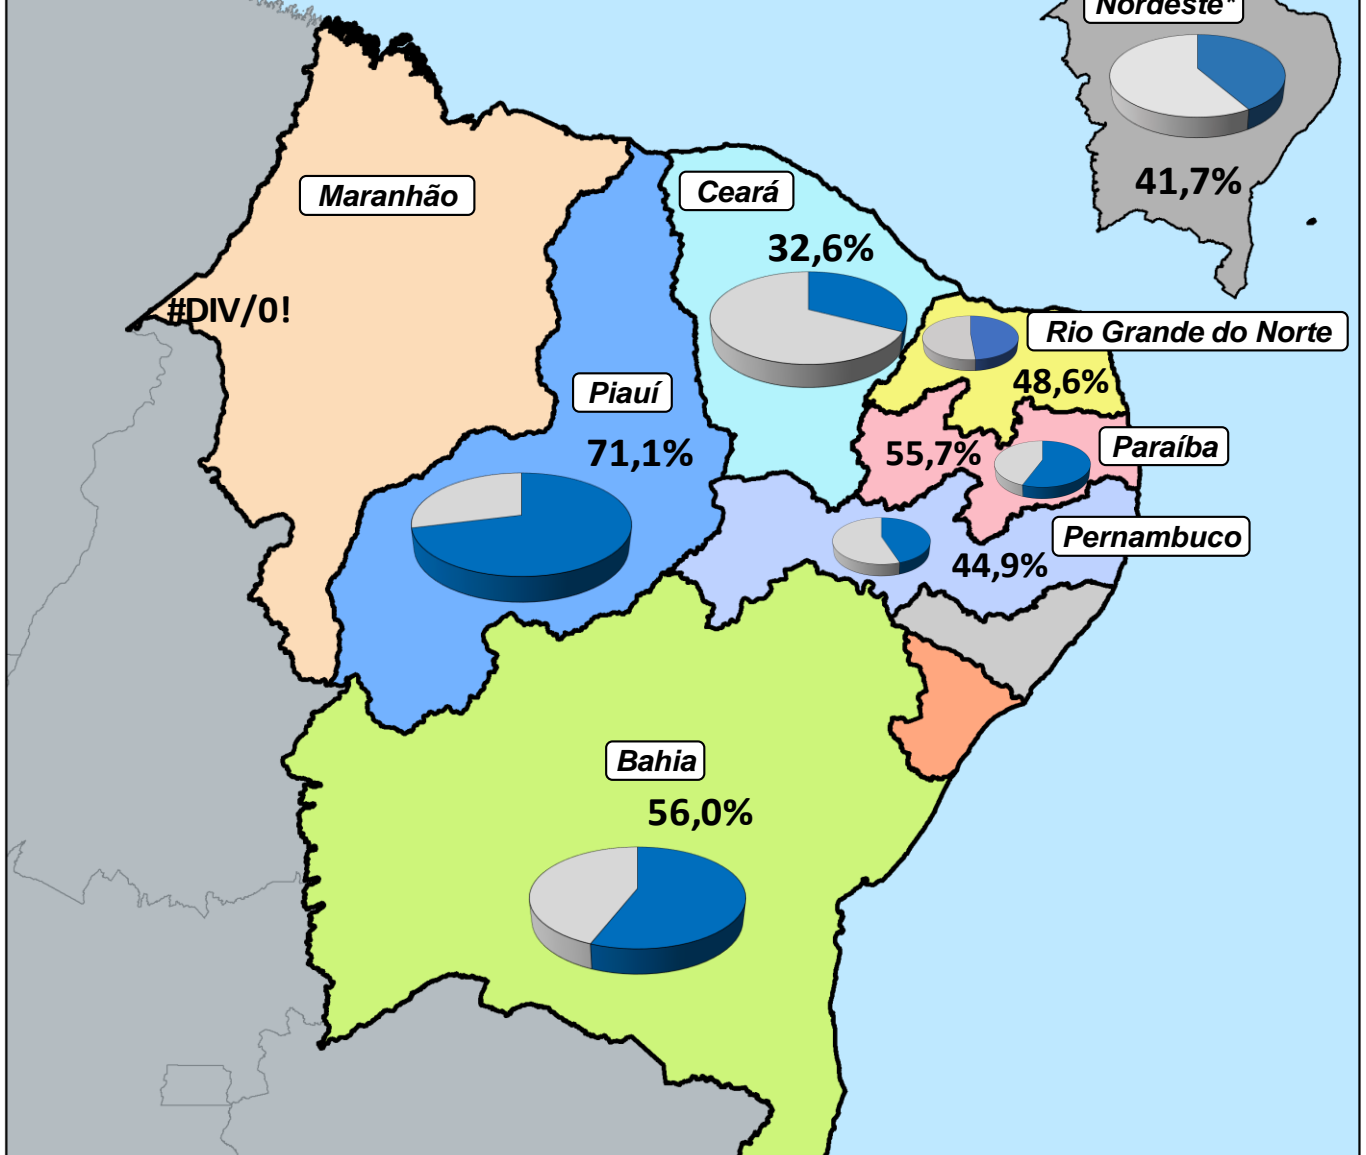 Nordeste*
41,7%
Maranhão
#DIV/0!
Ceará
32,6%
Rio Grande do Norte
48,6%
Piauí
71,1%
Paraíba
55,7%
Pernambuco
44,9%
Bahia
56,0%